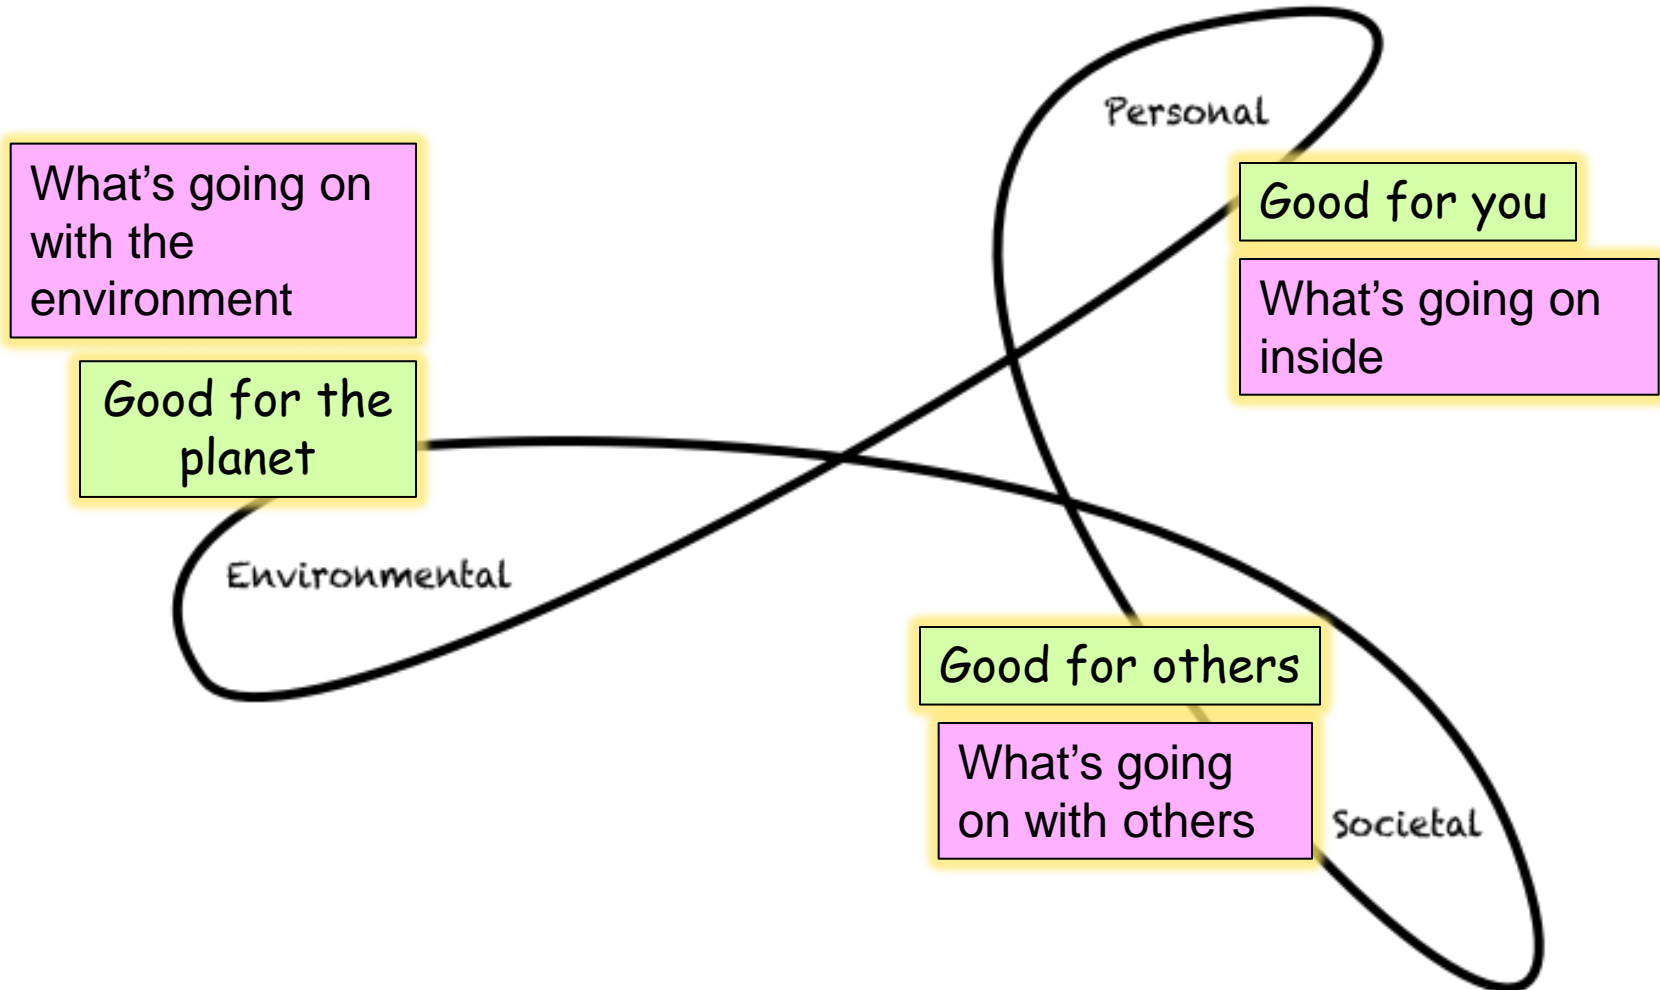 Personal
What’s going on
with the
environment
Good for you
What’s going on
inside
Good for the
planet
Environmental
Good for others
What’s going
on with others
Societal